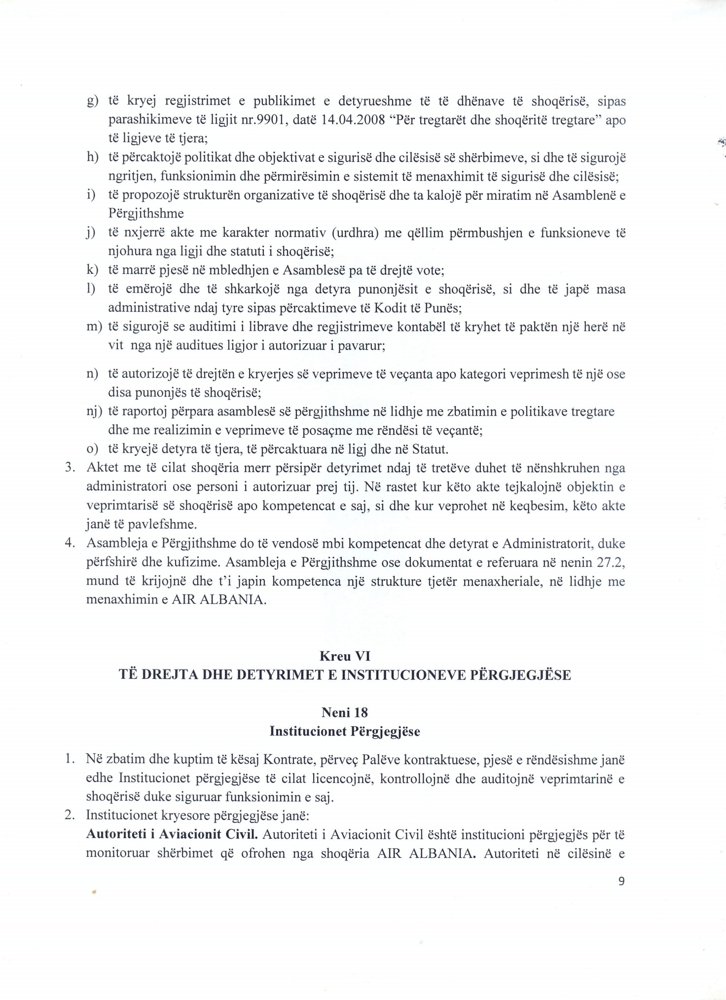 g) të kryej regjistrimet e publikimet e detyrueshme të të dhënave të shoqërisë, sipas
parashikimeve të ligjit nr.9901, datë 14.04.2008 “Për tregtarët dhe shoqëritë tregtare” apo
të ligjeve të tjera;
h) të përcaktojë politikat dhe objektivat e sigurisë dhe cilësisë së shërbimeve, si dhe të sigurojë
ngritjen, funksionimin dhe përmirësimin e sistemit të menaxhimit të sigurisë dhe cilësisë;
i) të propozojë strukturën organizative të shoqërisë dhe ta kalojë për miratim në Asamblenë e
Përgjithshme
j) të nxjerrë akte me karakter normativ (urdhra) me qëllim përmbushjen e funksioneve të
njohura nga ligji dhe statuti i shoqërisë;
k) të marrë pjesë në mbledhjen e Asamblesë pa të drejtë vote;
l) të emërojë dhe të shkarkojë nga detyra punonjësit e shoqërisë, si dhe të japë masa
administrative ndaj tyre sipas përcaktimeve të Kodit të Punës;
m) të sigurojë se auditimi i librave dhe regjistrimeve kontabël të kryhet të paktën një herë në
vit nga një auditues ligjor i autorizuar i pavarur;
n) të autorizojë të drejtën e kryerjes së veprimeve të veçanta apo kategori veprimesh të një ose
disa punonjës të shoqërisë;
nj) të raportoj përpara asamblesë së përgjithshme në lidhje me zbatimin e politikave tregtare
dhe me realizimin e veprimeve të posaçme me rëndësi të veçantë;
o) të kryejë detyra të tjera, të përcaktuara në ligj dhe në Statut.
3. Aktet me të cilat shoqëria merr përsipër detyrimet ndaj të tretëve duhet të nënshkruhen nga
administratori ose personi i autorizuar prej tij. Në rastet kur këto akte tejkalojnë objektin e
veprimtarisë së shoqërisë apo kompetencat e saj, si dhe kur veprohet në keqbesim, këto akte
janë të pavlefshme.
4. Asambleja e Përgjithshme do të vendosë mbi kompetencat dhe detyrat e Administratorit, duke
përfshirë dhe kufizime. Asambleja e Përgjithshme ose dokumentat e referuara në nenin 27.2,
mund të krijojnë dhe t’i japin kompetenca një strukture tjetër menaxheriale, në lidhje me
menaxhimin e AIR ALBANIA.
Kreu VI
TË DREJTA DHE DETYRIMET E INSTITUCIONEVE PËRGJEGJËSE
Neni 18
Institucionet Përgjegjëse
1. Në zbatim dhe kuptim të kësaj Kontrate, përveç Palëve kontraktuese, pjesë e rëndësishme janë
edhe Institucionet përgjegjëse të cilat licencojnë, kontrollojnë dhe auditojnë veprimtarinë e
shoqërisë duke siguruar funksionimin e saj.
2. Institucionet kryesore përgjegjëse janë:
Autoriteti i Aviacionit Civil. Autoriteti i Aviacionit Civil është institucioni përgjegjës për të
monitoruar shërbimet që ofrohen nga shoqëria AIR ALBANIA. Autoriteti në cilësinë e
9